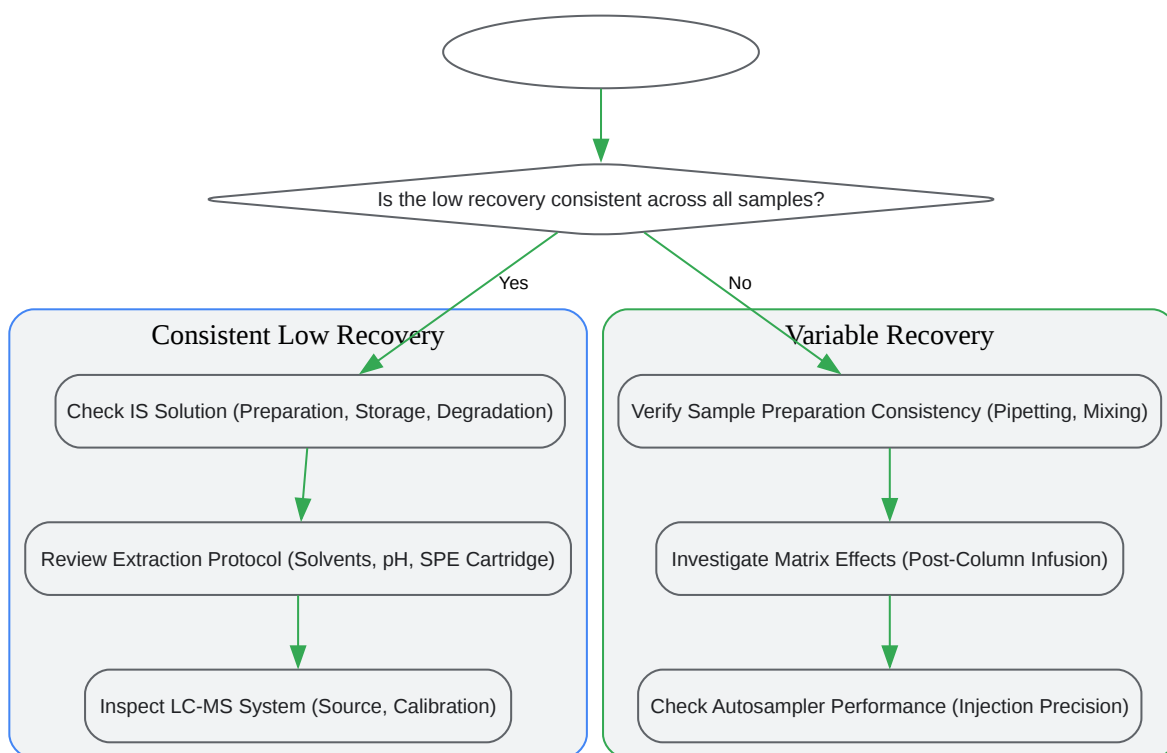 Is the low recovery consistent across all samples?
Yes
No
Consistent Low Recovery
Check IS Solution (Preparation, Storage, Degradation)
Review Extraction Protocol (Solvents, pH, SPE Cartridge)
Inspect LC-MS System (Source, Calibration)
Variable Recovery
Verify Sample Preparation Consistency (Pipetting, Mixing)
Investigate Matrix Effects (Post-Column Infusion)
Check Autosampler Performance (Injection Precision)